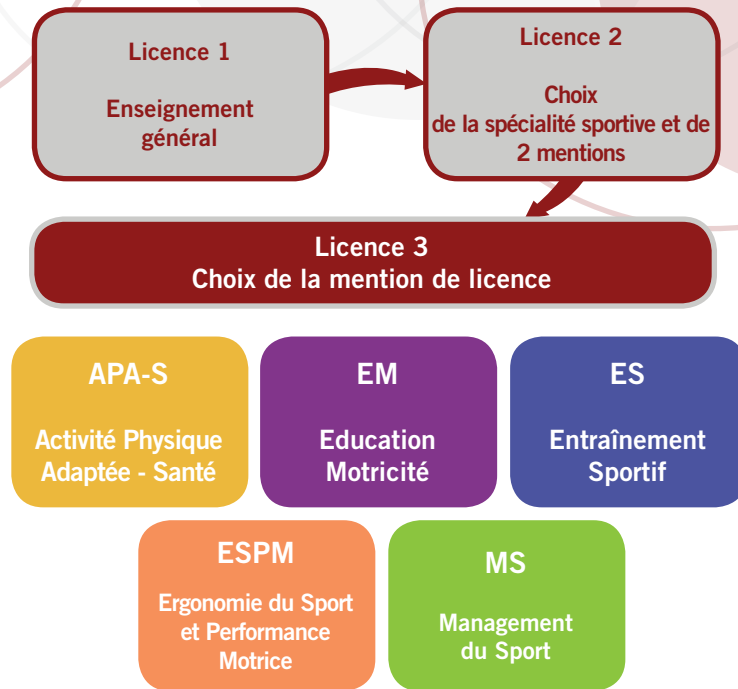 Licence 1
Enseignement
général
Licence 2
Choix
de la spécialité sportive et de
2 mentions
Licence 3
Choix de la mention de licence
APA-S
Activité Physique
Adaptée - Santé
EM
Education
Motricité
ES
Entraînement
Sportif
ESPM
Ergonomie du Sport
et Performance
Motrice
MS
Management
du Sport